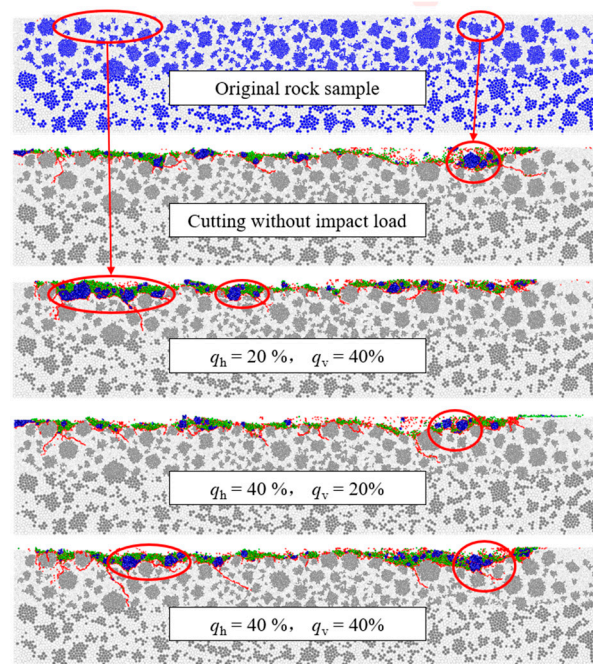 Original rock sample
Cutting without impact load
qh = 20 %, qv = 40%
qh = 40 %, qv = 20%
qh = 40 %, qv = 40%